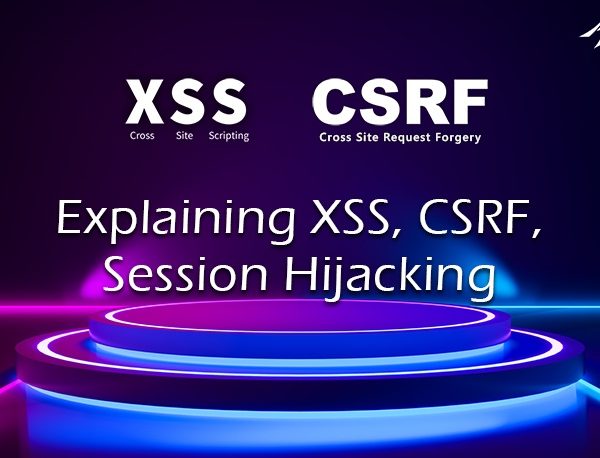 XSS
Cross Site Scripting
CSRF
Cross Site Request Forgery
Explaining XSS, CSRF,
Session Hijacking